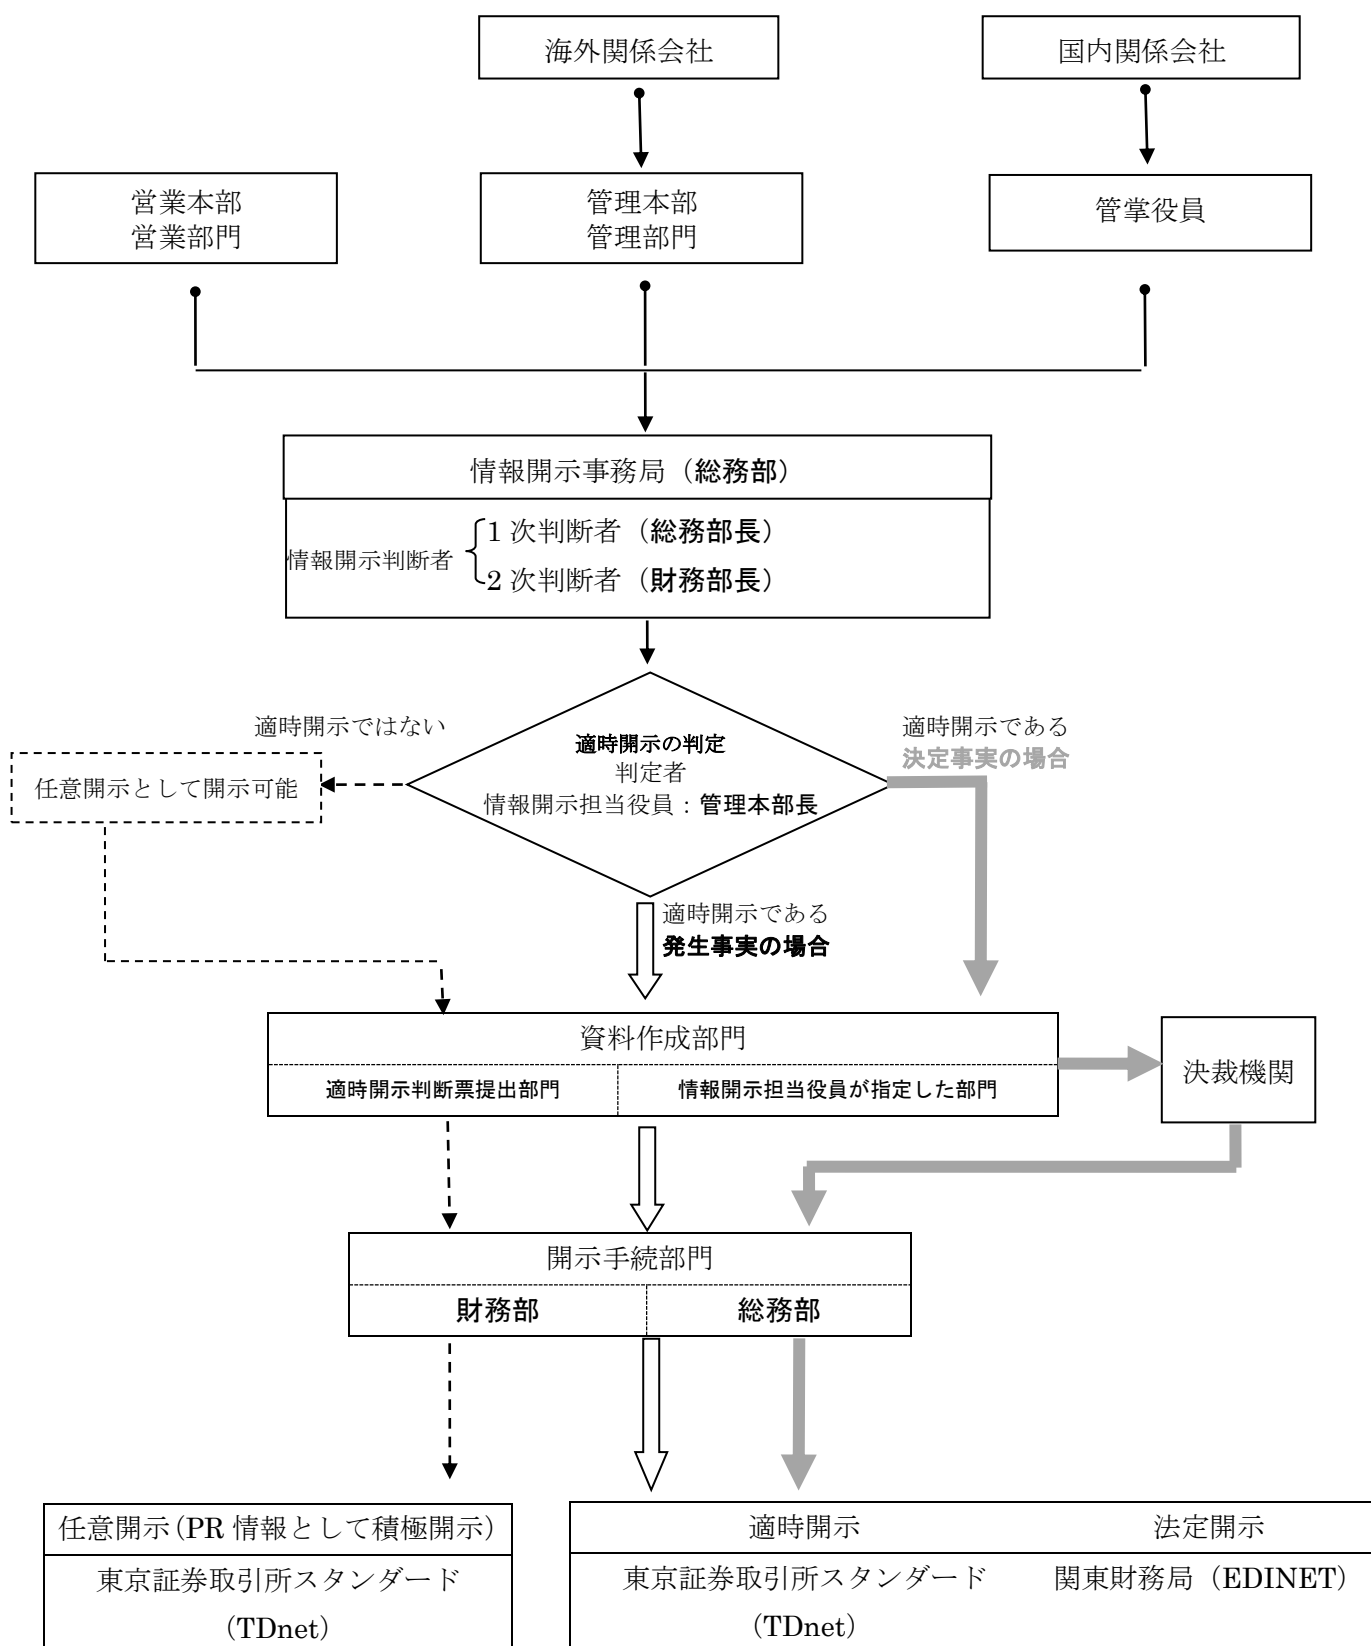 海外関係会社
国内関係会社
営業本部
営業部門
管理本部
管理部門
管掌役員
情報開示事務局（総務部）
情報開示判断者
1 次判断者（総務部長）
2 次判断者（財務部長）
適時開示ではない
適時開示の判定
判定者
情報開示担当役員：管理本部長
適時開示である
決定事実の場合
任意開示として開示可能
適時開示である
発生事実の場合
資料作成部門
適時開示判断票提出部門
情報開示担当役員が指定した部門
決裁機関
開示手続部門
財務部
総務部
任意開示(PR 情報として積極開示)
東京証券取引所スタンダード
（TDnet）
適時開示
法定開示
東京証券取引所スタンダード
（TDnet）
関東財務局（EDINET）